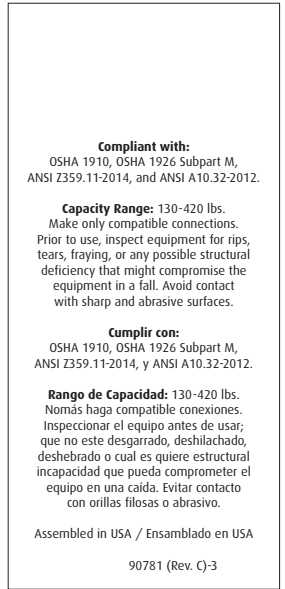 Compliant with:
OSHA 1910, OSHA 1926 Subpart M,
ANSI Z359.11-2014, and ANSI A10.32-2012.
Capacity Range: 130-420 lbs.
Make only compatible connections.
Prior to use, inspect equipment for rips,
tears, fraying, or any possible structural
deficiency that might compromise the
equipment in a fall. Avoid contact
with sharp and abrasive surfaces.
Cumplir con:
OSHA 1910, OSHA 1926 Subpart M,
ANSI Z359.11-2014, y ANSI A10.32-2012.
Rango de Capacidad: 130-420 lbs.
Nomás haga compatible conexiones.
Inspeccionar el equipo antes de usar;
que no este desgarrado, deshilachado,
deshebrado o cual es quiere estructural
incapacidad que pueda comprometer el
equipo en una caída. Evitar contacto
con orillas filosas o abrasivo.
Assembled in USA / Ensamblado en USA
90781 (Rev. C)-3